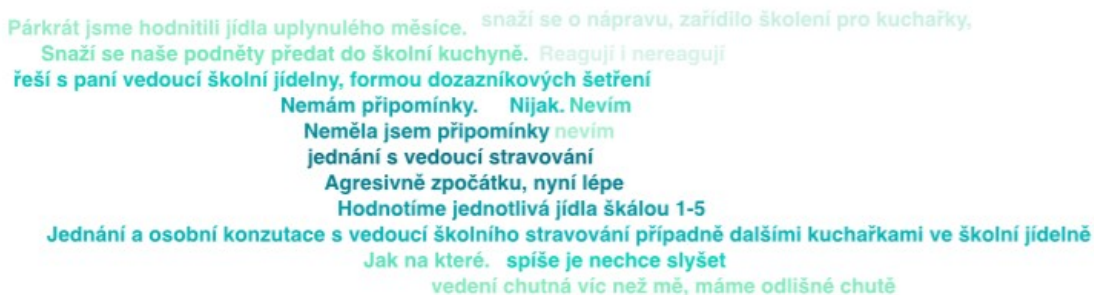 Párkrát jsme hodnotili jídla uplynulého měsíce. snaží se o nápravu, zařídilo školení pro kuchařky,
Snaží se naše podněty předat do školní kuchyně. Reagují i nereagují
řeší s paní vedoucí školní jídelny, formou dozazníkových šetření
Nemám připomínky. Nijak. Nevím
Neměla jsem připomínky nevím
jednání s vedoucí stravování
Agresivně zpočátku, nyní lépe
Hodnotíme jednotlivá jídla škálou 1-5
Jednání a osobní konzutace s vedoucí školního stravování případně dalšími kuchařkami ve školní jídelně
Jak na které. spíše je nechce slyšet
vedení chutná víc než mě, máme odlišné chutě